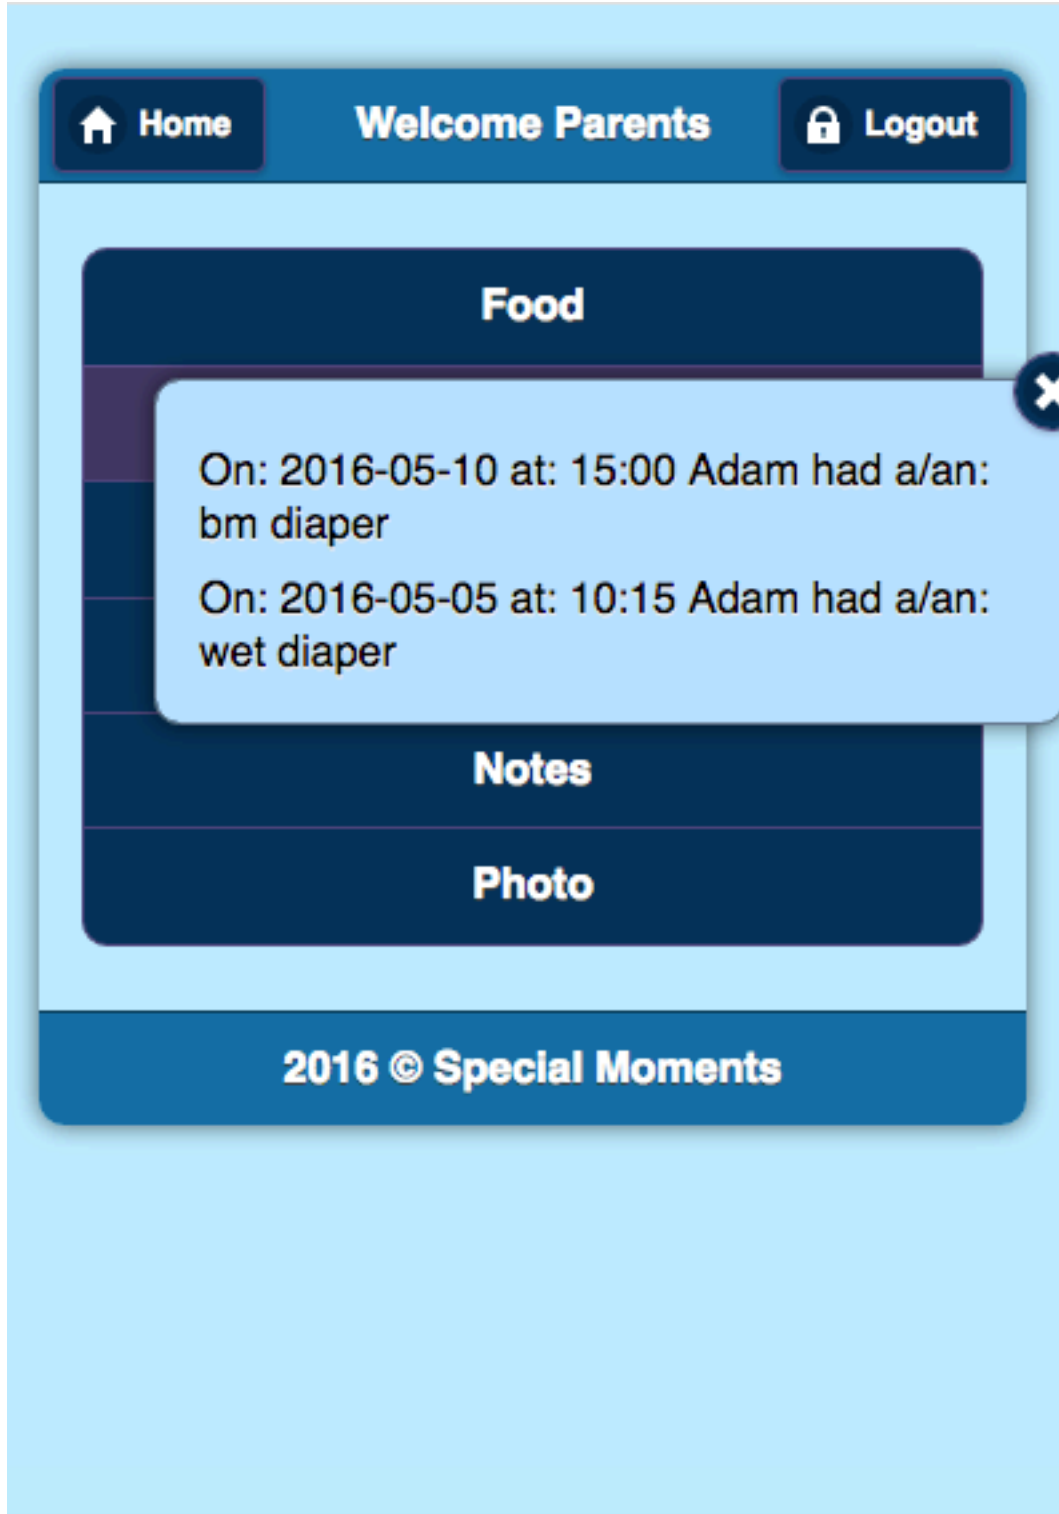 Home
Welcome Parents
Logout
Food
On: 2016-05-10 at: 15:00 Adam had a/an:
bm diaper
On: 2016-05-05 at: 10:15 Adam had a/an:
wet diaper
Notes
Photo
2016 © Special Moments